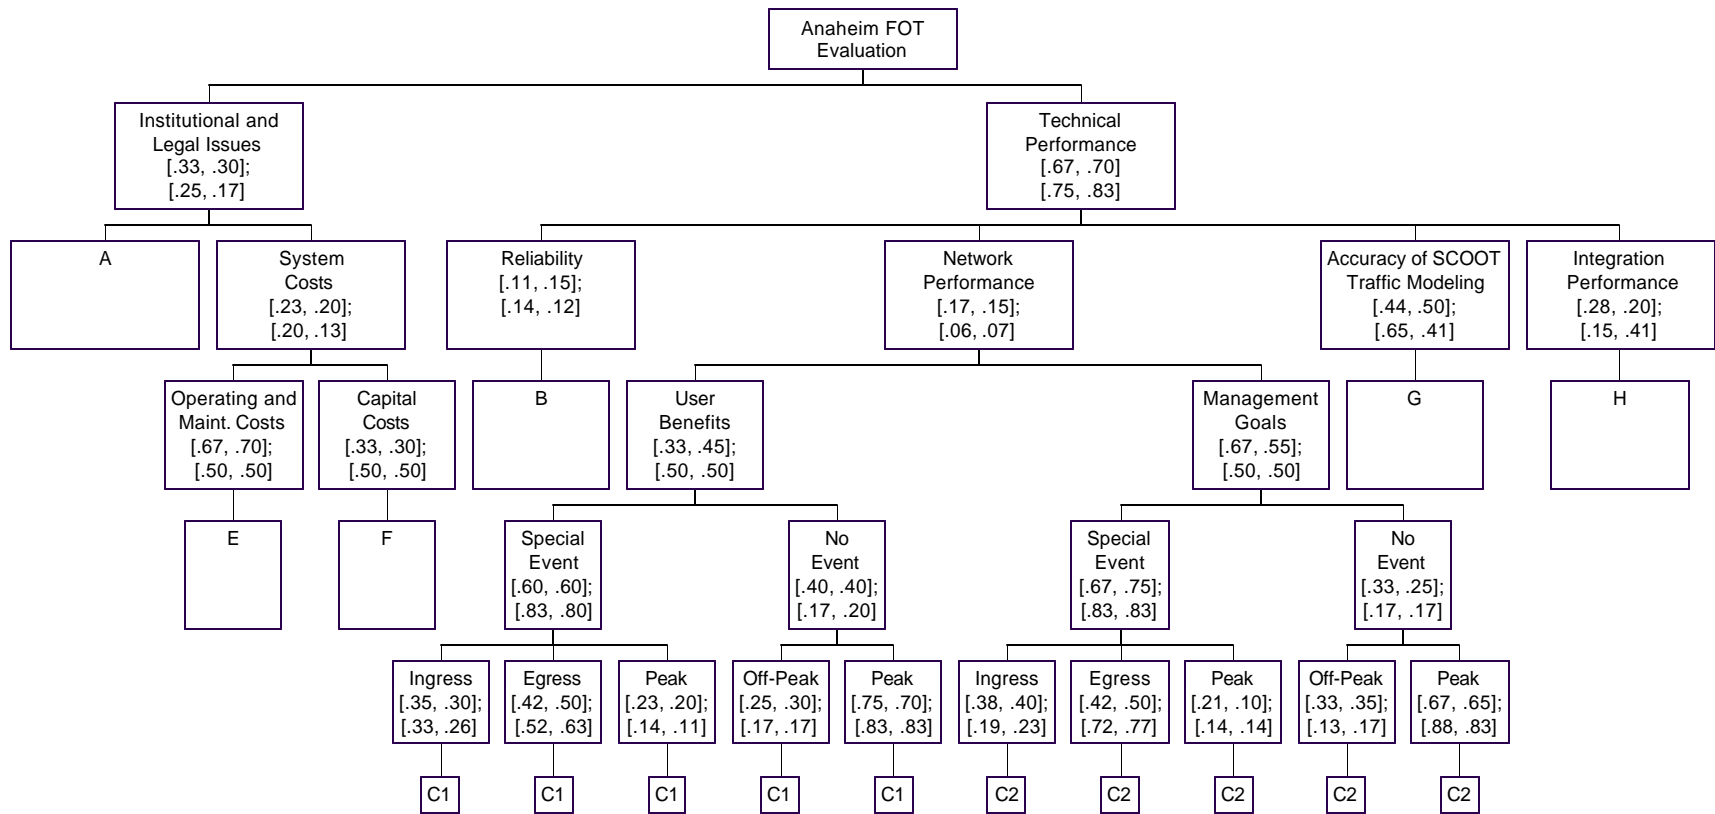 Anaheim FOT
Evaluation
Institutional and
Legal Issues
[.33, .30];
[.25, .17]
Technical
Performance
[.67, .70]
[.75, .83]
A
System
Costs
[.23, .20];
[.20, .13]
Reliability
[.11, .15];
[.14, .12]
Network
Performance
[.17, .15];
[.06, .07]
Accuracy of SCOOT
Traffic Modeling
[.44, .50];
[.65, .41]
Integration
Performance
[.28, .20];
[.15, .41]
Operating and
Maint. Costs
[.67, .70];
[.50, .50]
Capital
Costs
[.33, .30];
[.50, .50]
B
User
Benefits
[.33, .45];
[.50, .50]
Management
Goals
[.67, .55];
[.50, .50]
G
H
E
F
Special
Event
[.60, .60];
[.83, .80]
No
Event
[.40, .40];
[.17, .20]
Special
Event
[.67, .75];
[.83, .83]
No
Event
[.33, .25];
[.17, .17]
Ingress
[.35, .30];
[.33, .26]
Egress
[.42, .50];
[.52, .63]
Peak
[.23, .20];
[.14, .11]
Off-Peak
[.25, .30];
[.17, .17]
Peak
[.75, .70];
[.83, .83]
Ingress
[.38, .40];
[.19, .23]
Egress
[.42, .50];
[.72, .77]
Peak
[.21, .10];
[.14, .14]
Off-Peak
[.33, .35];
[.13, .17]
Peak
[.67, .65];
[.88, .83]
C1
C1
C1
C1
C1
C2
C2
C2
C2
C2